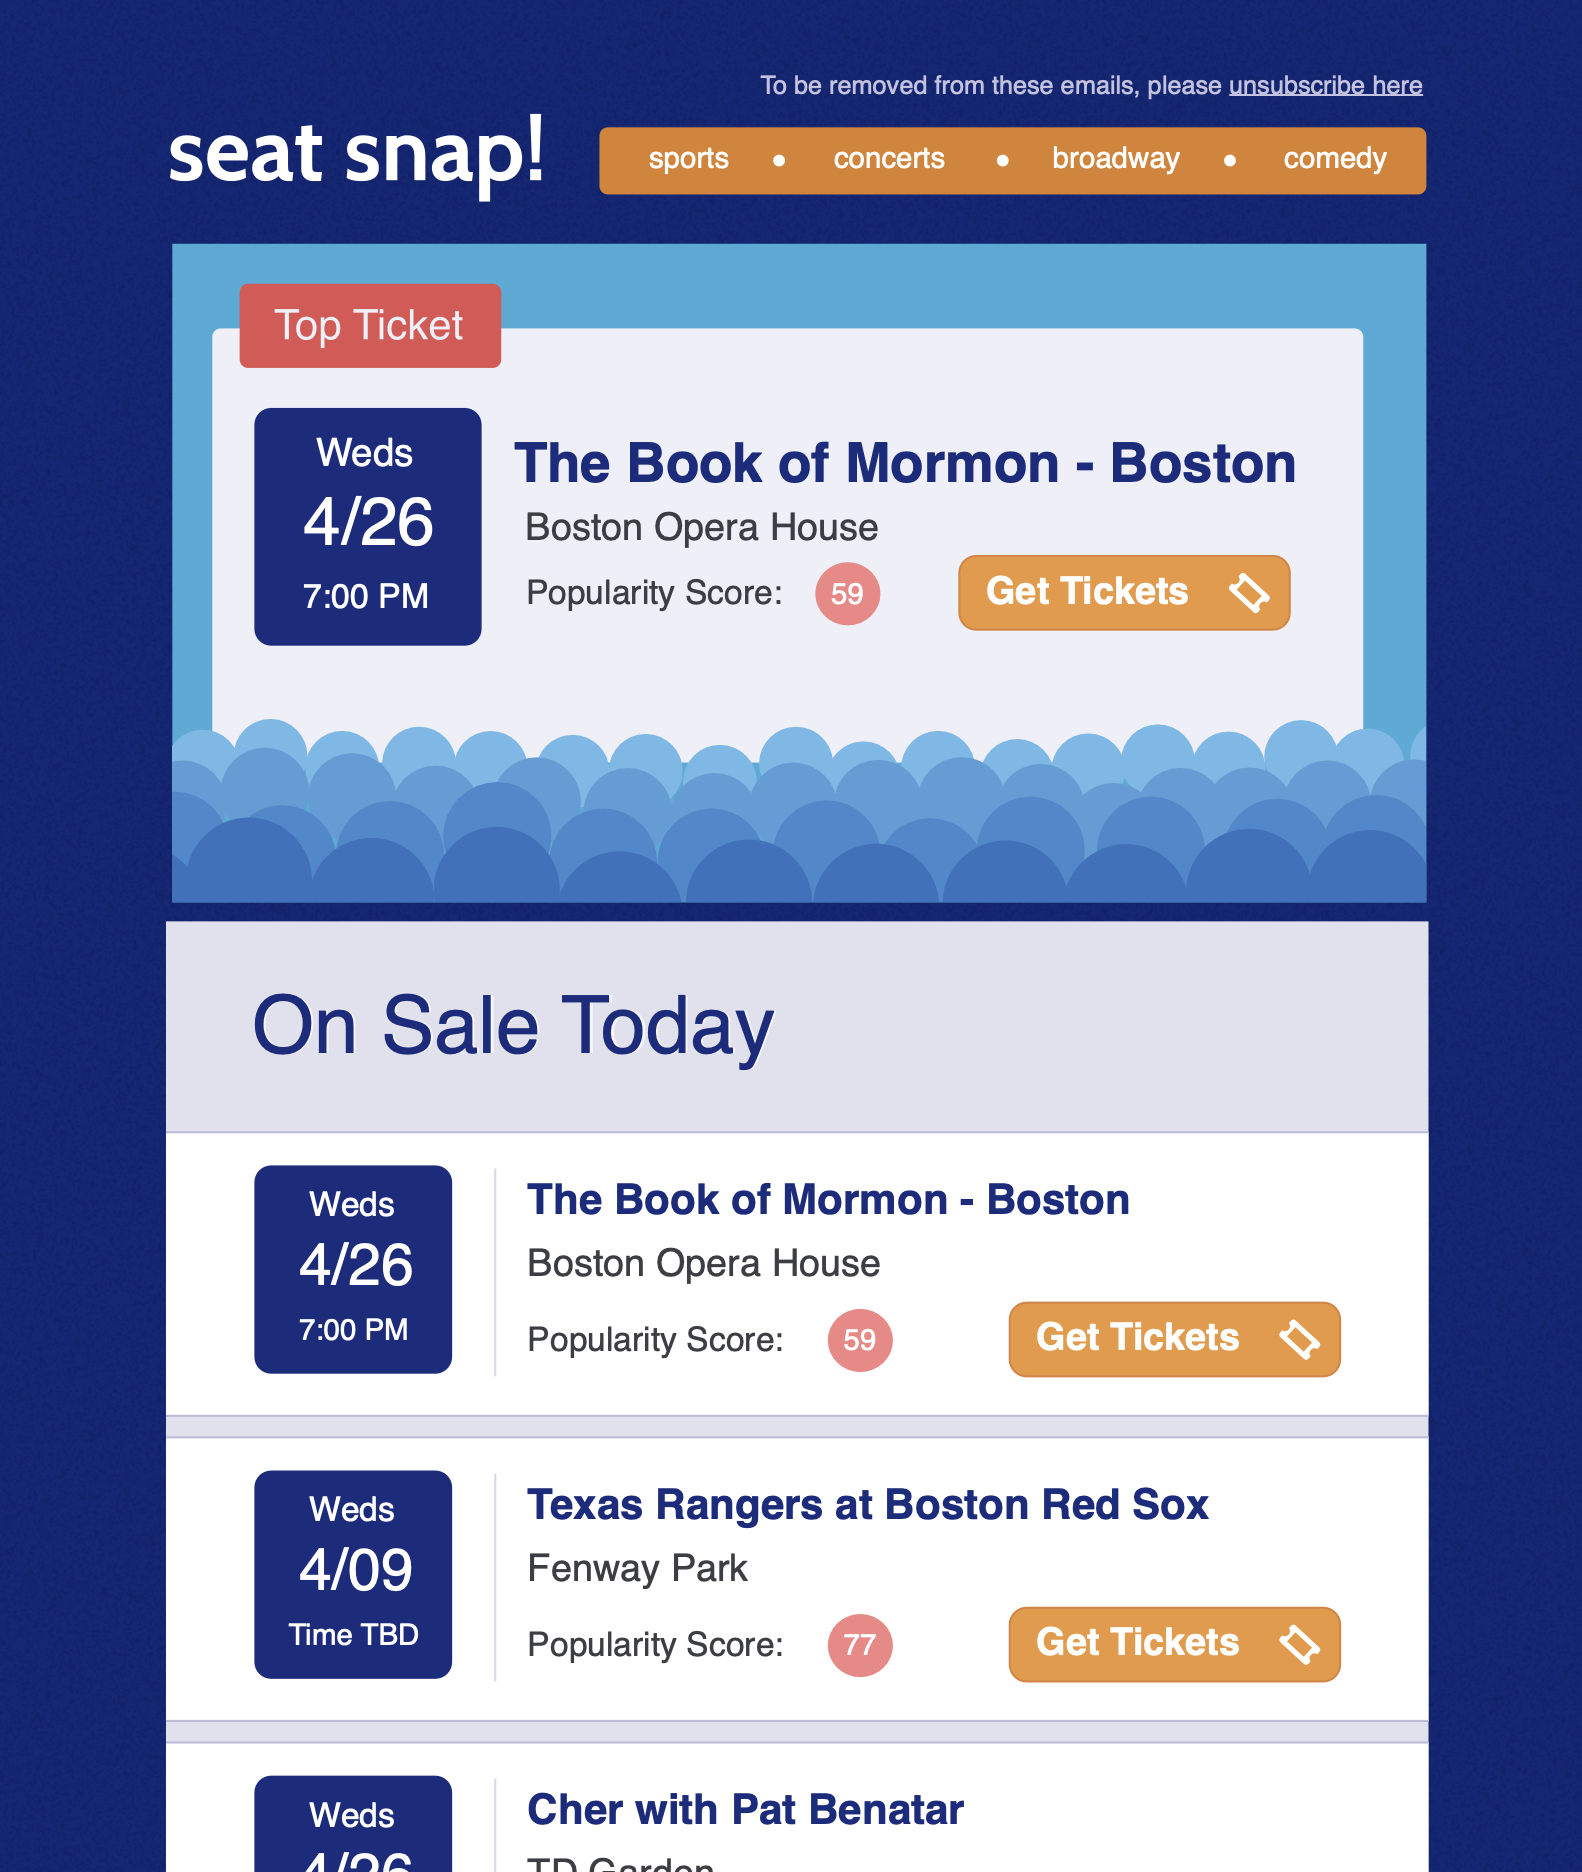 To be removed from these emails, please unsubscribe here
seat snap!
sports • concerts • broadway • comedy
Top Ticket
Weds
4/26
7:00 PM
The Book of Mormon - Boston
Boston Opera House
Popularity Score: 59
Get Tickets
On Sale Today
Weds
4/26
7:00 PM
The Book of Mormon - Boston
Boston Opera House
Popularity Score: 59
Get Tickets
Weds
4/09
Time TBD
Texas Rangers at Boston Red Sox
Fenway Park
Popularity Score: 77
Get Tickets
Weds
4/26
Cher with Pat Benatar
TD Garden